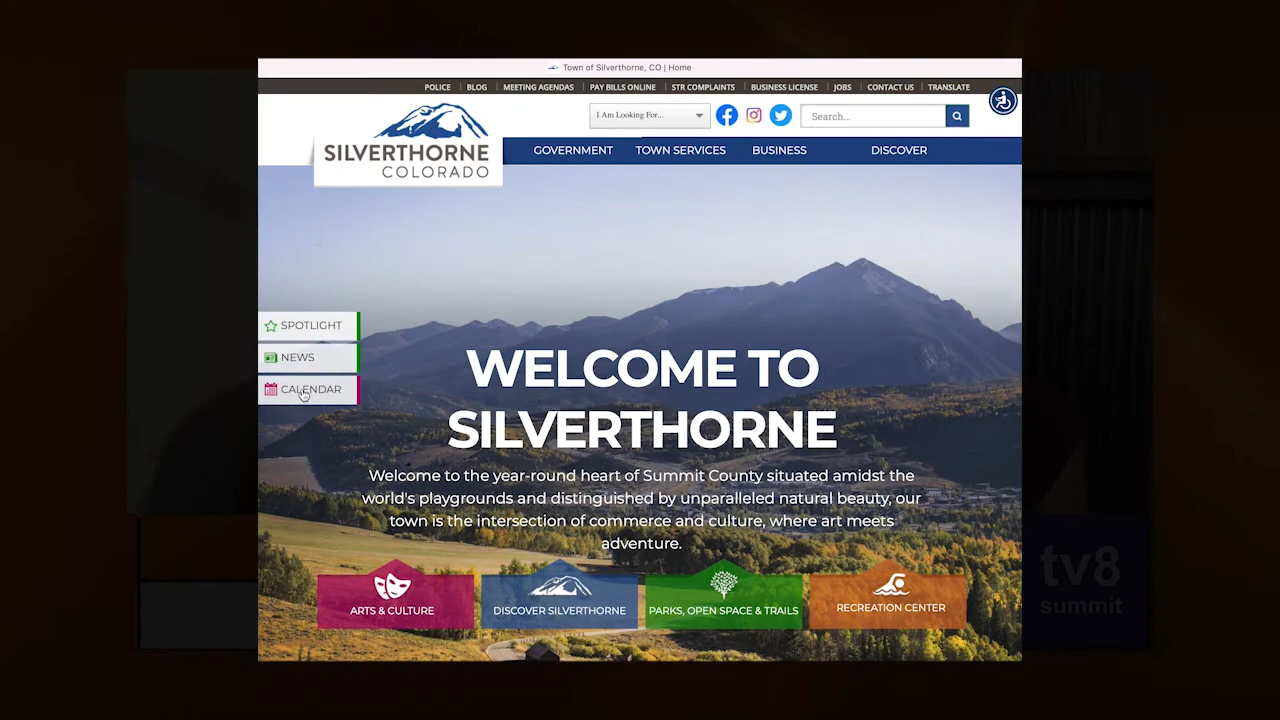 Town of Silverthorne, CO | Home
POLICE BLOG MEETING AGENDAS PAY BILLS ONLINE STR COMPLAINTS BUSINESS LICENSE JOBS CONTACT US TRANSLATE
I Am Looking For...
Search...
SILVERTHORNE
COLORADO
GOVERNMENT TOWN SERVICES BUSINESS DISCOVER
SPOTLIGHT
NEWS
CALENDAR
WELCOME TO
SILVERTHORNE
Welcome to the year-round heart of Summit County situated amidst the
world's playgrounds and distinguished by unparalleled natural beauty, our
town is the intersection of commerce and culture, where art meets
adventure.
ARTS & CULTURE
DISCOVER SILVERTHORNE
PARKS, OPEN SPACE & TRAILS
RECREATION CENTER
tv8
summit